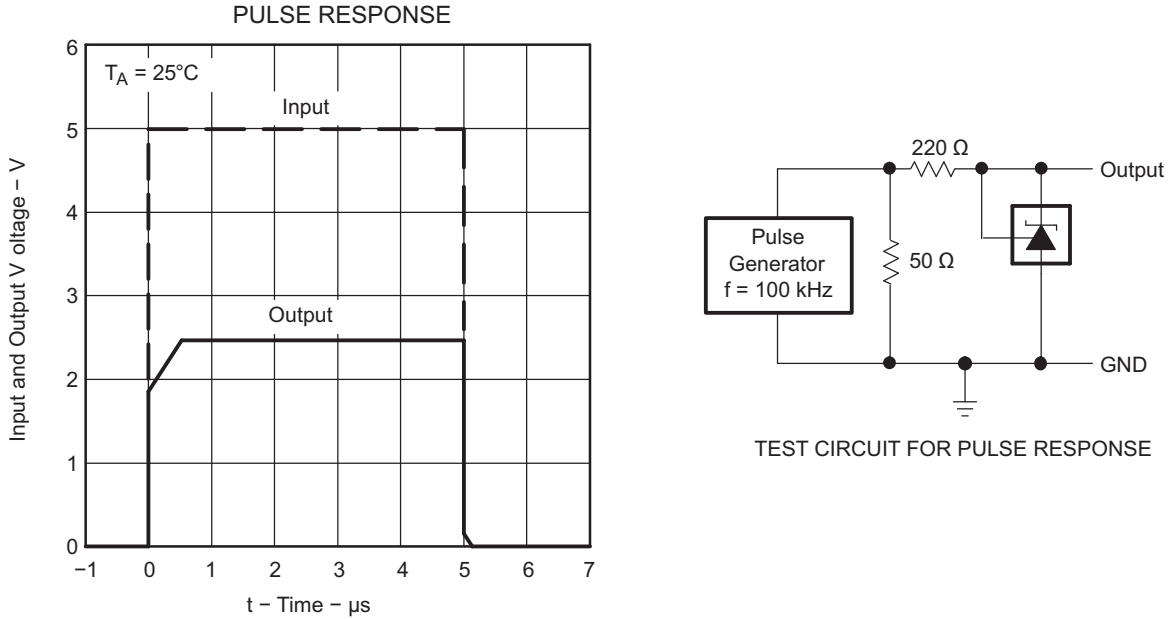 PULSE RESPONSE
6
T_A = 25°C
Input
5
4
3
Output
2
1
0
−1 0 1 2 3 4 5 6 7
t − Time − μs
Input and Output V oltage − V
220 Ω
Output
Pulse
Generator
f = 100 kHz
50 Ω
GND
TEST CIRCUIT FOR PULSE RESPONSE